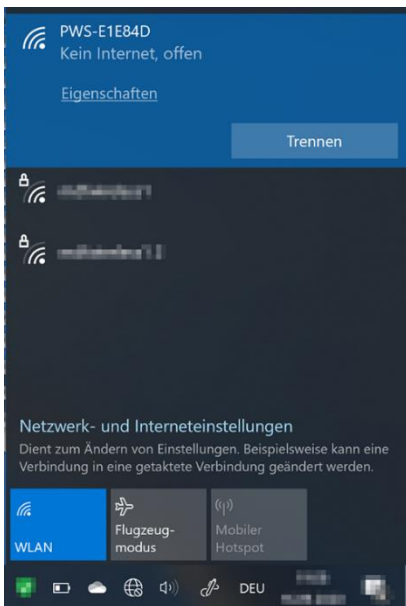 PWS-E1E84D
Kein Internet, offen
Eigenschaften
Trennen
Netzwerk- und Interneteinstellungen
Dient zum Ändern von Einstellungen. Beispielsweise kann eine
Verbindung in eine getaktete Verbindung geändert werden.
WLAN
Flugzeug-
modus
Mobiler
Hotspot
DEU